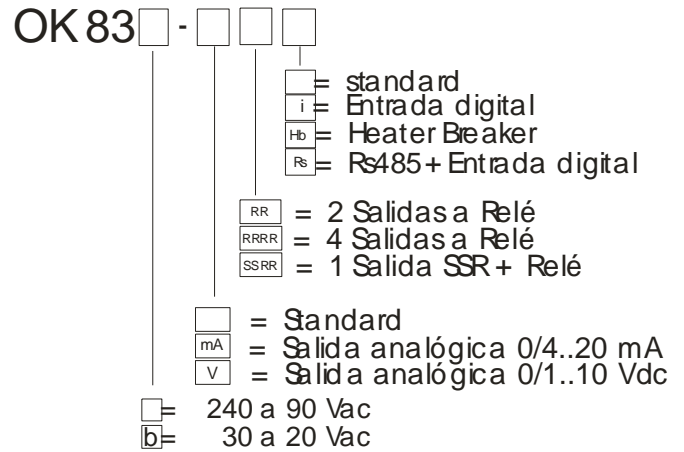 OK 83 -
= standard
i = Entrada digital
Hb = Heater Breaker
Rs = Rs485 + Entrada digital
RR = 2 Salidas a Relé
RRRR = 4 Salidas a Relé
SSRR = 1 Salida SSR + Relé
= Standard
mA = Salida analógica 0/4..20 mA
V = Salida analógica 0/1..10 Vdc
= 240 a 90 Vac
b = 30 a 20 Vac